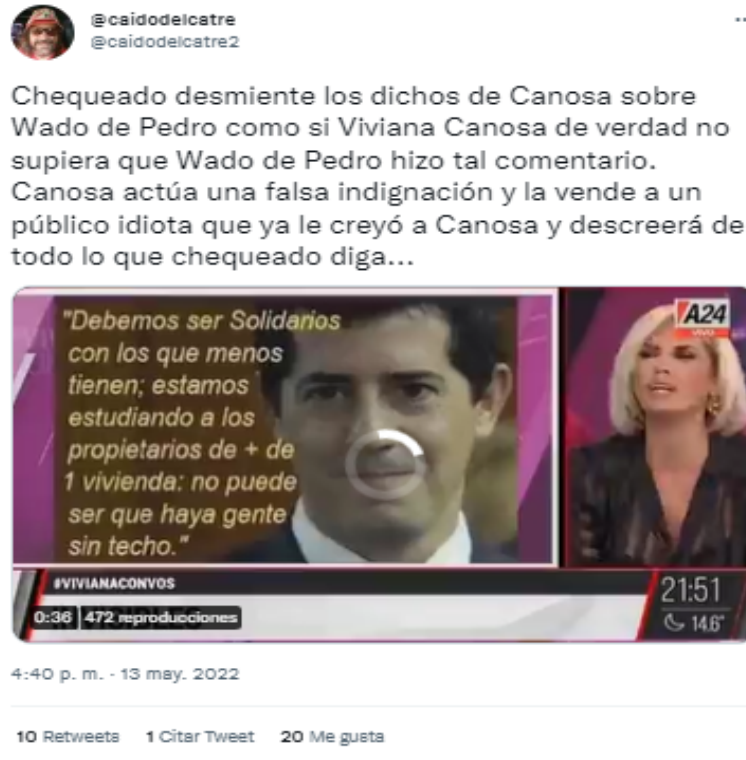 @caidodelcatre
@caidodelcatre2
Chequeado desmiente los dichos de Canosa sobre
Wado de Pedro como si Viviana Canosa de verdad no
supiera que Wado de Pedro hizo tal comentario.
Canosa actúa una falsa indignación y la vende a un
público idiota que ya le creyó a Canosa y descreerá de
todo lo que chequeado diga...
"Debemos ser Solidarios
con los que menos
tienen; estamos
estudiando a los
propietarios de + de
1 vivienda: no puede
ser que haya gente
sin techo."
A24
VIVO
#VIVIANACONVOS
0:36 472 reproducciones
21:51
14.6°
4:40 p. m. · 13 may. 2022
10 Retweets 1 Citar Tweet 20 Me gusta